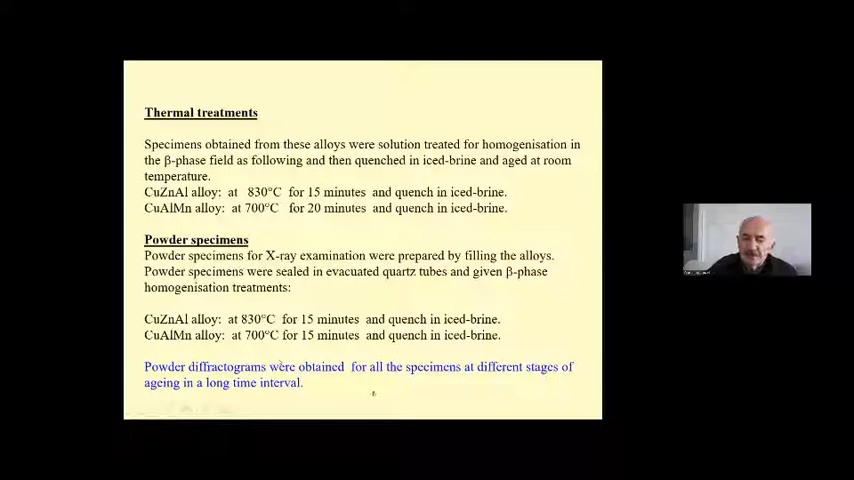 Thermal treatments
Specimens obtained from these alloys were solution treated for homogenisation in
the β-phase field as following and then quenched in iced-brine and aged at room
temperature.
CuZnAl alloy: at 830°C for 15 minutes and quench in iced-brine.
CuAlMn alloy: at 700°C for 20 minutes and quench in iced-brine.
Powder specimens
Powder specimens for X-ray examination were prepared by filling the alloys.
Powder specimens were sealed in evacuated quartz tubes and given β-phase
homogenisation treatments:
CuZnAl alloy: at 830°C for 15 minutes and quench in iced-brine.
CuAlMn alloy: at 700°C for 15 minutes and quench in iced-brine.
Powder diffractograms were obtained for all the specimens at different stages of
ageing in a long time interval.